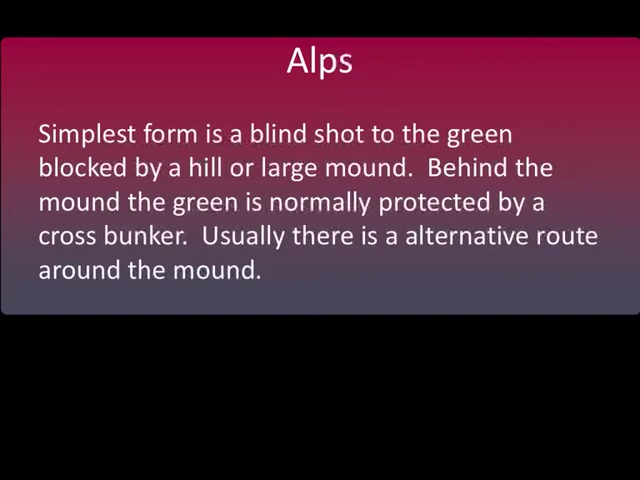 Alps
Simplest form is a blind shot to the green
blocked by a hill or large mound.  Behind the
mound the green is normally protected by a
cross bunker.  Usually there is a alternative route
around the mound.